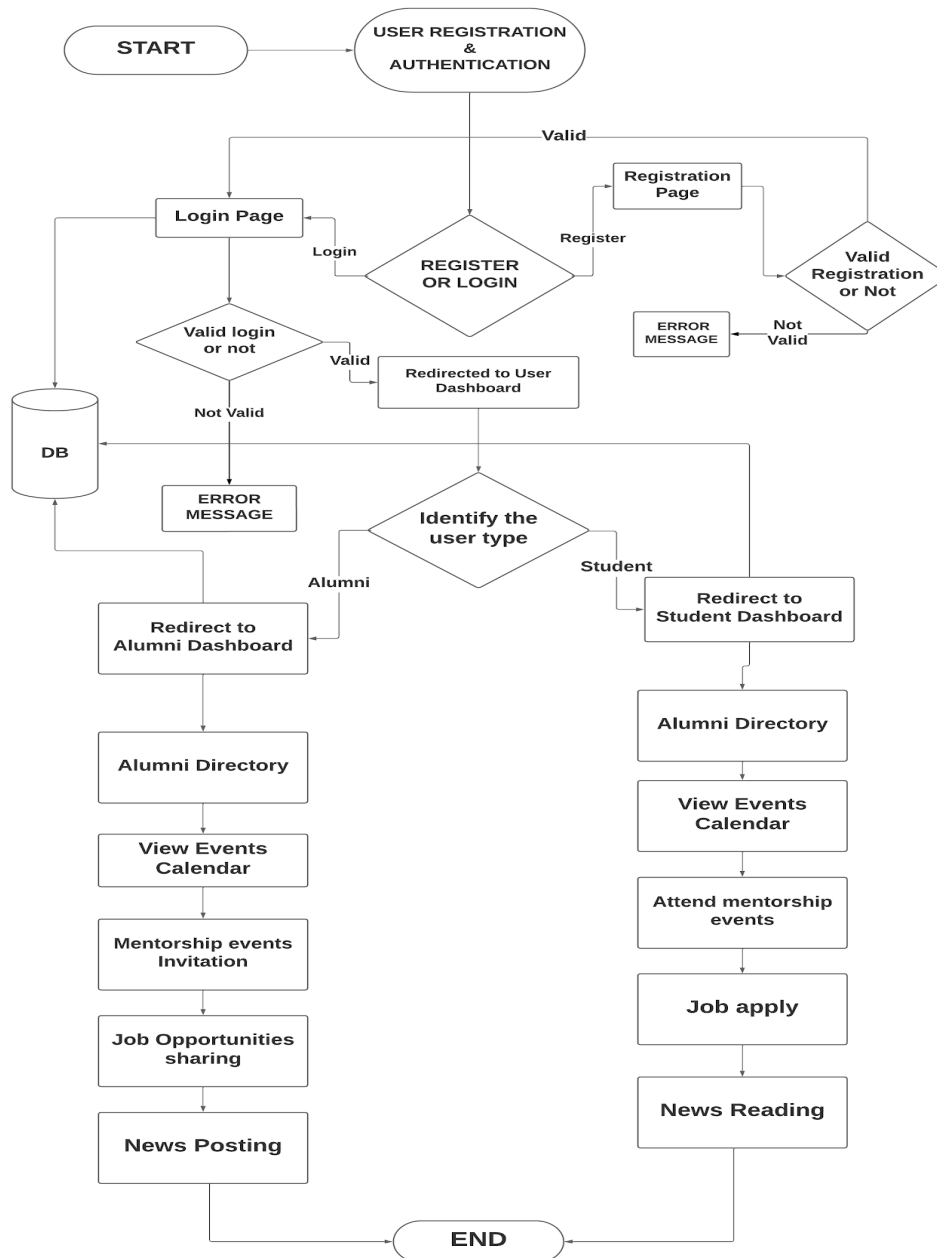 START
USER REGISTRATION
&
AUTHENTICATION
Valid
Registration
Page
Login Page
Login
Register
REGISTER
OR LOGIN
Valid
Registration
or Not
Not
Valid
ERROR
MESSAGE
Valid login
or not
Valid
Redirected to User
Dashboard
Not Valid
DB
ERROR
MESSAGE
Identify the
user type
Alumni
Student
Redirect to
Alumni Dashboard
Redirect to
Student Dashboard
Alumni Directory
Alumni Directory
View Events
Calendar
View Events
Calendar
Mentorship events
Invitation
Attend mentorship
events
Job Opportunities
sharing
Job apply
News Posting
News Reading
END